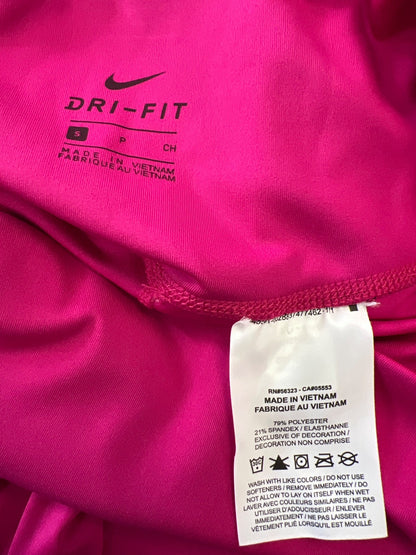 DRI-FIT
S P CH
MADE IN VIETNAM
FABRIQUE AU VIETNAM
RN#56323 - CA#05553
MADE IN VIETNAM
FABRIQUE AU VIETNAM
79% POLYESTER
21% SPANDEX / ELASTHANNE
EXCLUSIVE OF DECORATION /
DECORATION NON COMPRISE
WASH WITH LIKE COLORS / DO NOT USE
SOFTENERS / REMOVE IMMEDIATELY / DO
NOT ALLOW TO LAY ON ITSELF WHEN WET
LAVER AVEC COULEURS SIMILAIRES / NE
PAS UTILISER D'ADOUCISSANT /
IMMÉDIATEMENT / NE PAS LAISSER LE
VÊTEMENT PLIÉ LORSQU'IL EST MOUILLÉ